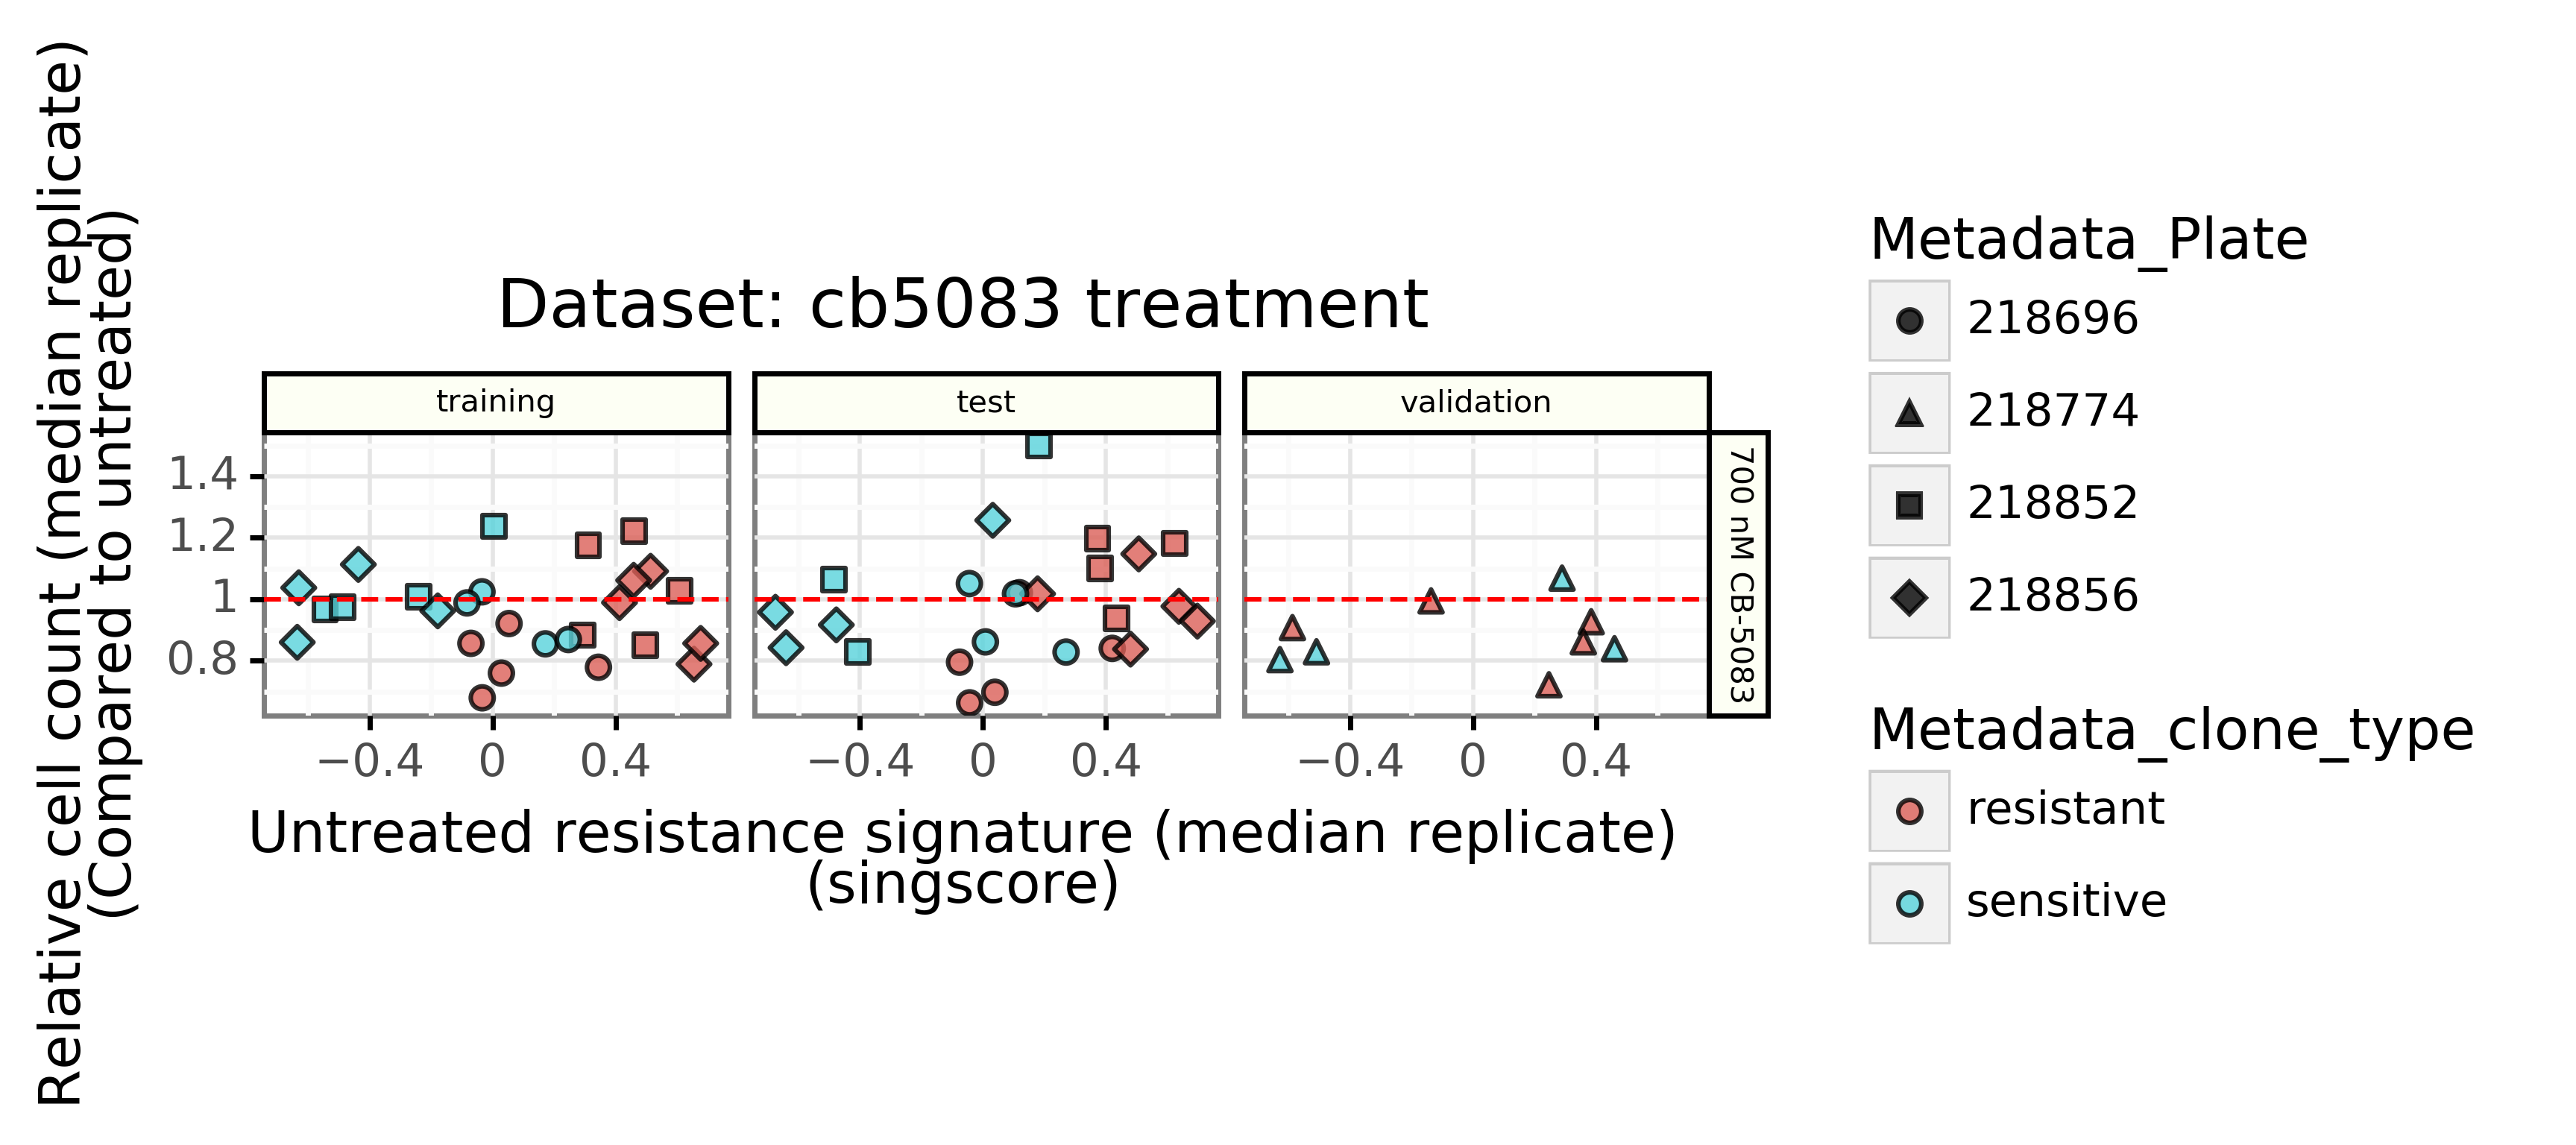 Dataset: cb5083 treatment
Relative cell count (median replicate)
(Compared to untreated)
training
test
validation
700 nM CB-5083
1.4
1.2
1
0.8
−0.4
0
0.4
−0.4
0
0.4
−0.4
0
0.4
Untreated resistance signature (median replicate)
(singscore)
Metadata_Plate
218696
218774
218852
218856
Metadata_clone_type
resistant
sensitive